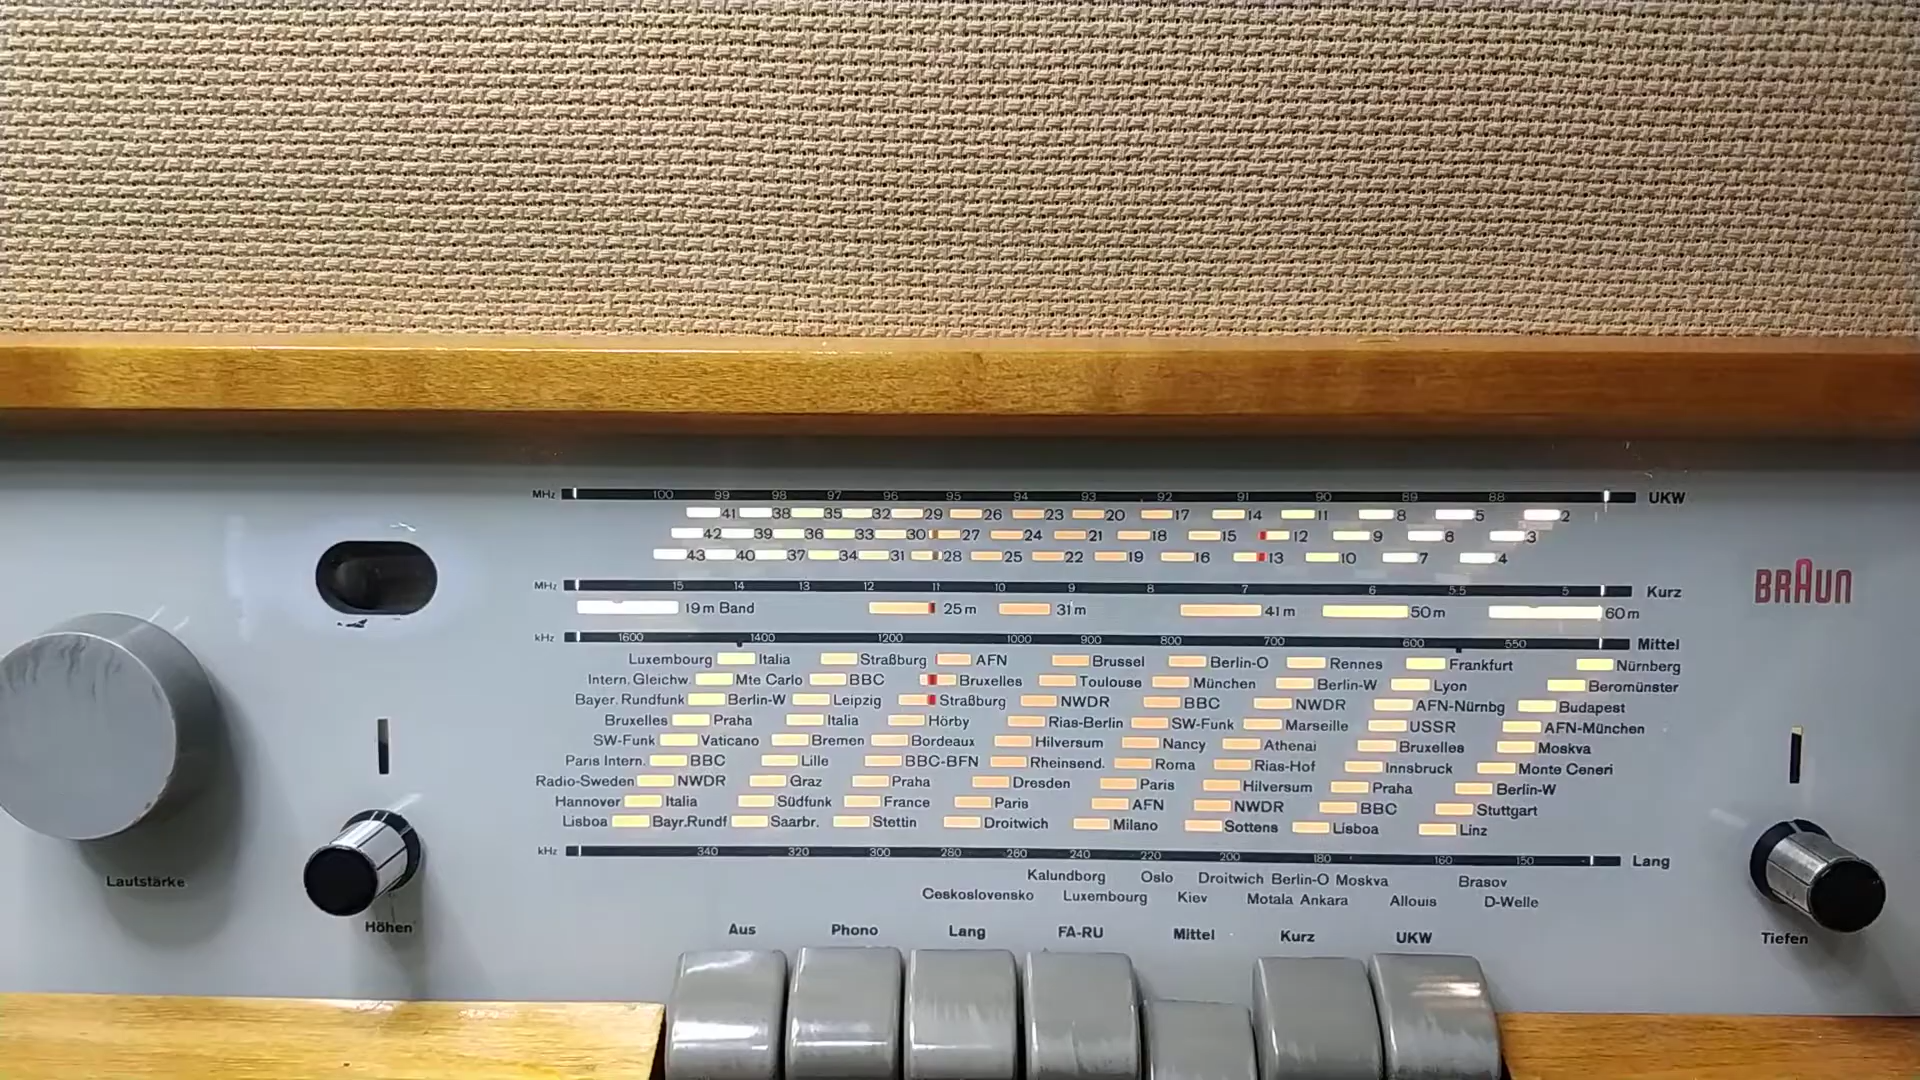 MHz 100 99 98 97 96 95 94 93 92 91 90 89 88 UKW
41 38 35 32 29 26 23 20 17 14 11 8 5 2
42 39 36 33 30 27 24 21 18 15 12 9 6 3
43 40 37 34 31 28 25 22 19 16 13 10 7 4
BRAUN
MHz 15 14 13 12 11 10 9 8 7 6 5.5 5 Kurz
19 m Band 25 m 31 m 41 m 50 m 60 m
kHz 1600 1400 1200 1000 900 800 700 600 550 Mittel
Luxembourg Italia Straßburg AFN Brussel Berlin-O Rennes Frankfurt Nürnberg
Intern. Gleichw. Mte Carlo BBC Bruxelles Toulouse München Berlin-W Lyon Beromünster
Bayer. Rundfunk Berlin-W Leipzig Straßburg NWDR BBC NWDR AFN-Nürnbg Budapest
Bruxelles Praha Italia Hörby Rias-Berlin SW-Funk Marseille USSR AFN-München
SW-Funk Vaticano Bremen Bordeaux Hilversum Nancy Athenai Bruxelles Moskva
Paris Intern. BBC Lille BBC-BFN Rheinsend. Roma Rias-Hof Innsbruck Monte Ceneri
Radio-Sweden NWDR Graz Praha Dresden Paris Hilversum Praha Berlin-W
Hannover Italia Südfunk France Paris AFN NWDR BBC Stuttgart
Lisboa Bayr.Rundf Saarbr. Stettin Droitwich Milano Sottens Lisboa Linz
kHz 340 320 300 280 260 240 220 200 180 160 150 Lang
Kalundborg Oslo Droitwich Berlin-O Moskva Brasov
Ceskoslovensko Luxembourg Kiev Motala Ankara Allouis D-Welle
Lautstärke
Höhen
Aus Phono Lang FA-RU Mittel Kurz UKW
Tiefen